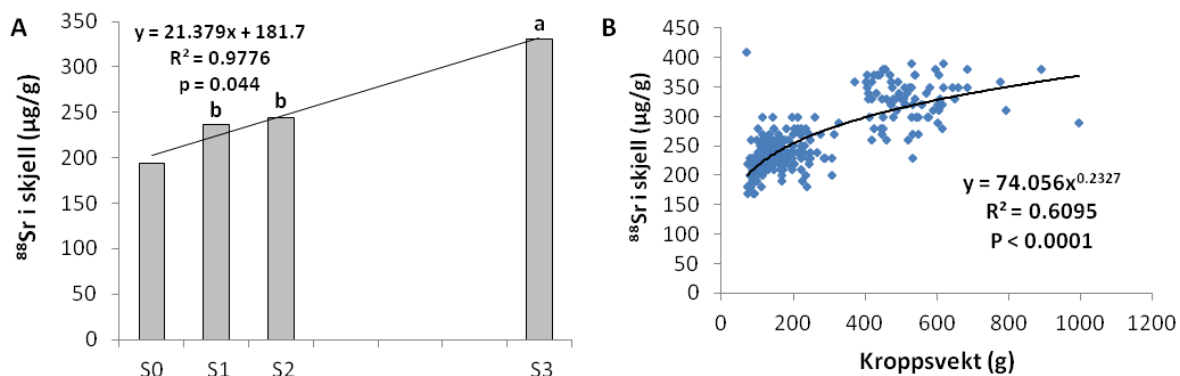 A
y = 21.379x + 181.7
R² = 0.9776
p = 0.044
a
b
b
⁸⁸Sr i skjell (µg/g)
350
300
250
200
150
100
50
0
S0 S1 S2 S3
B
⁸⁸Sr i skjell (µg/g)
450
400
350
300
250
200
150
100
50
0
y = 74.056x^0.2327
R² = 0.6095
P < 0.0001
0 200 400 600 800 1000 1200
Kroppsvekt (g)